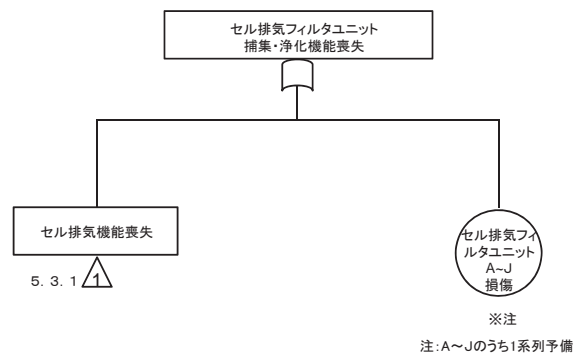 セル排気フィルタユニット
捕集・浄化機能喪失
セル排気機能喪失
5.3.1
1
セル排気フィ
ルタユニット
A~J
損傷
※注
注:A～Jのうち1系列予備